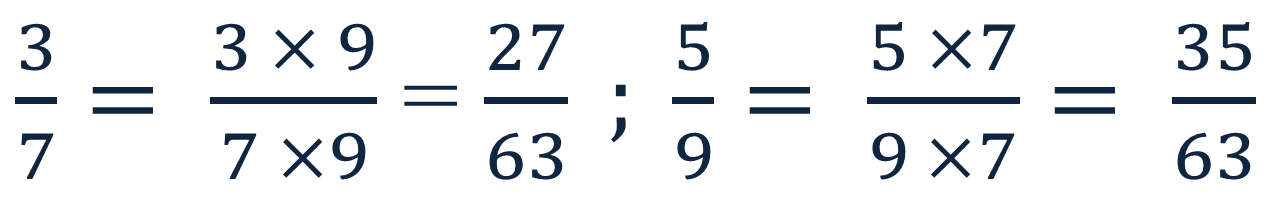 3/7 = (3 × 9)/(7 × 9) = 27/63 ; 5/9 = (5 × 7)/(9 × 7) = 35/63